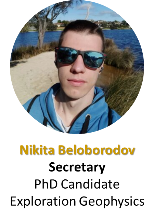 Nikita Beloborodov
Secretary
PhD Candidate
Exploration Geophysics